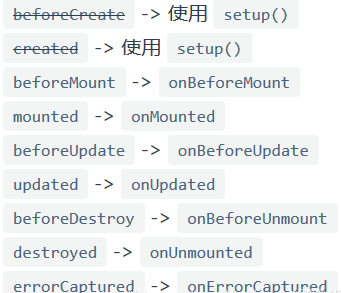 beforeCreate -> 使用 setup()
created -> 使用 setup()
beforeMount -> onBeforeMount
mounted -> onMounted
beforeUpdate -> onBeforeUpdate
updated -> onUpdated
beforeDestroy -> onBeforeUnmount
destroyed -> onUnmounted
errorCaptured -> onErrorCaptured